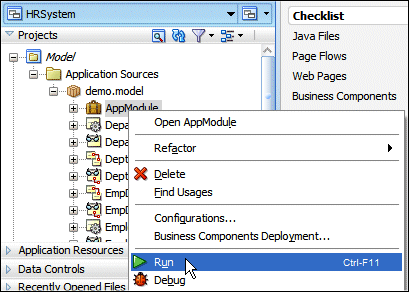 HRSystem
Projects
Model
Application Sources
demo.model
AppModule
Depa
Depa
Dept
Dept
EmpD
EmpD
Empl
Empl
Application Resources
Data Controls
Recently Opened Files
Open AppModule
Refactor
Delete
Find Usages
Configurations...
Business Components Deployment...
Run Ctrl-F11
Debug
Checklist
Java Files
Page Flows
Web Pages
Business Components